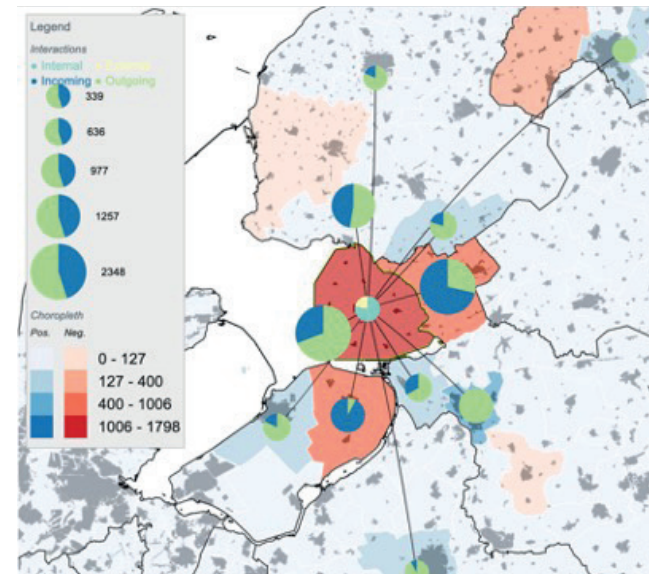 Legend
Interactions
Internal External
Incoming Outgoing
339
636
977
1257
2348
Choropleth
Pos. Neg.
0 - 127
127 - 400
400 - 1006
1006 - 1798